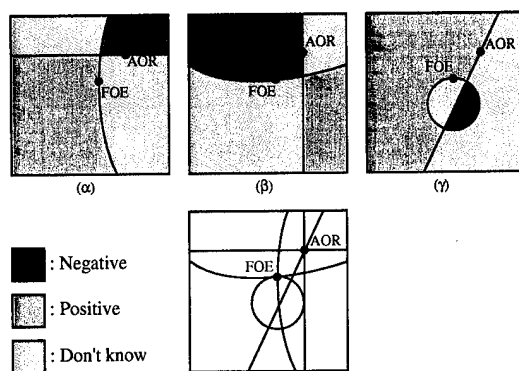 AOR
FOE
(α)
AOR
FOE
(β)
FOE
AOR
(γ)
: Negative
: Positive
: Don't know
AOR
FOE